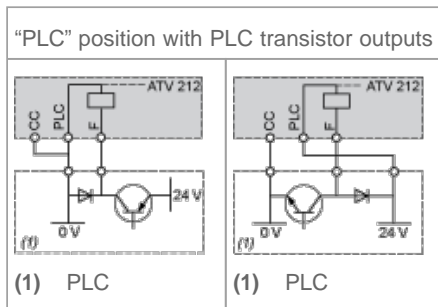 “PLC” position with PLC transistor outputs
ATV 212
CC
PLC
F
24 V
0 V
(1)
(1) PLC
ATV 212
CC
PLC
F
0 V
24 V
(1)
(1) PLC